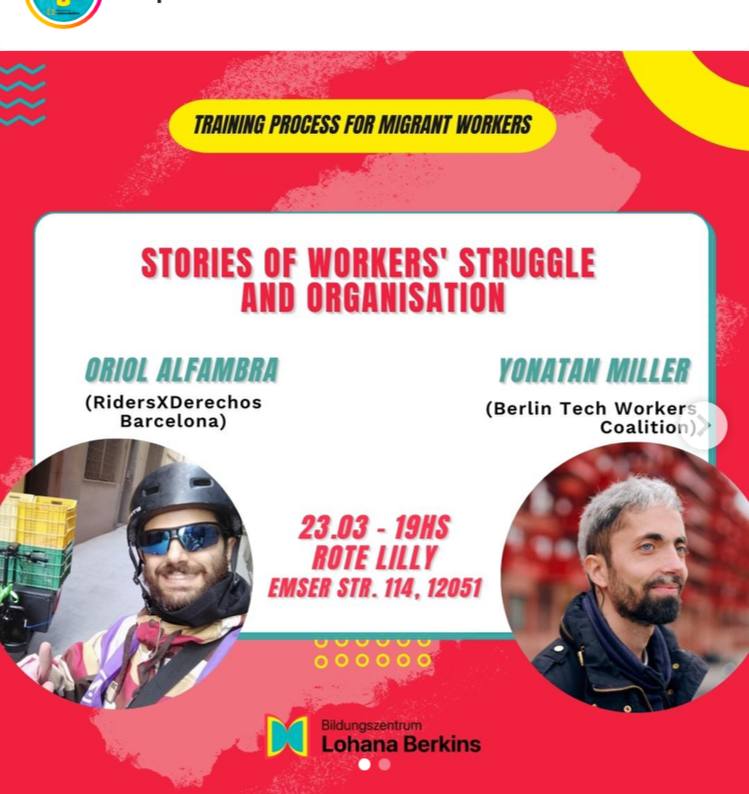 TRAINING PROCESS FOR MIGRANT WORKERS
STORIES OF WORKERS' STRUGGLE
AND ORGANISATION
ORIOL ALFAMBRA
(RidersXDerechos
Barcelona)
YONATAN MILLER
(Berlin Tech Workers
Coalition)
23.03 - 19HS
ROTE LILLY
EMSER STR. 114, 12051
Bildungszentrum
Lohana Berkins